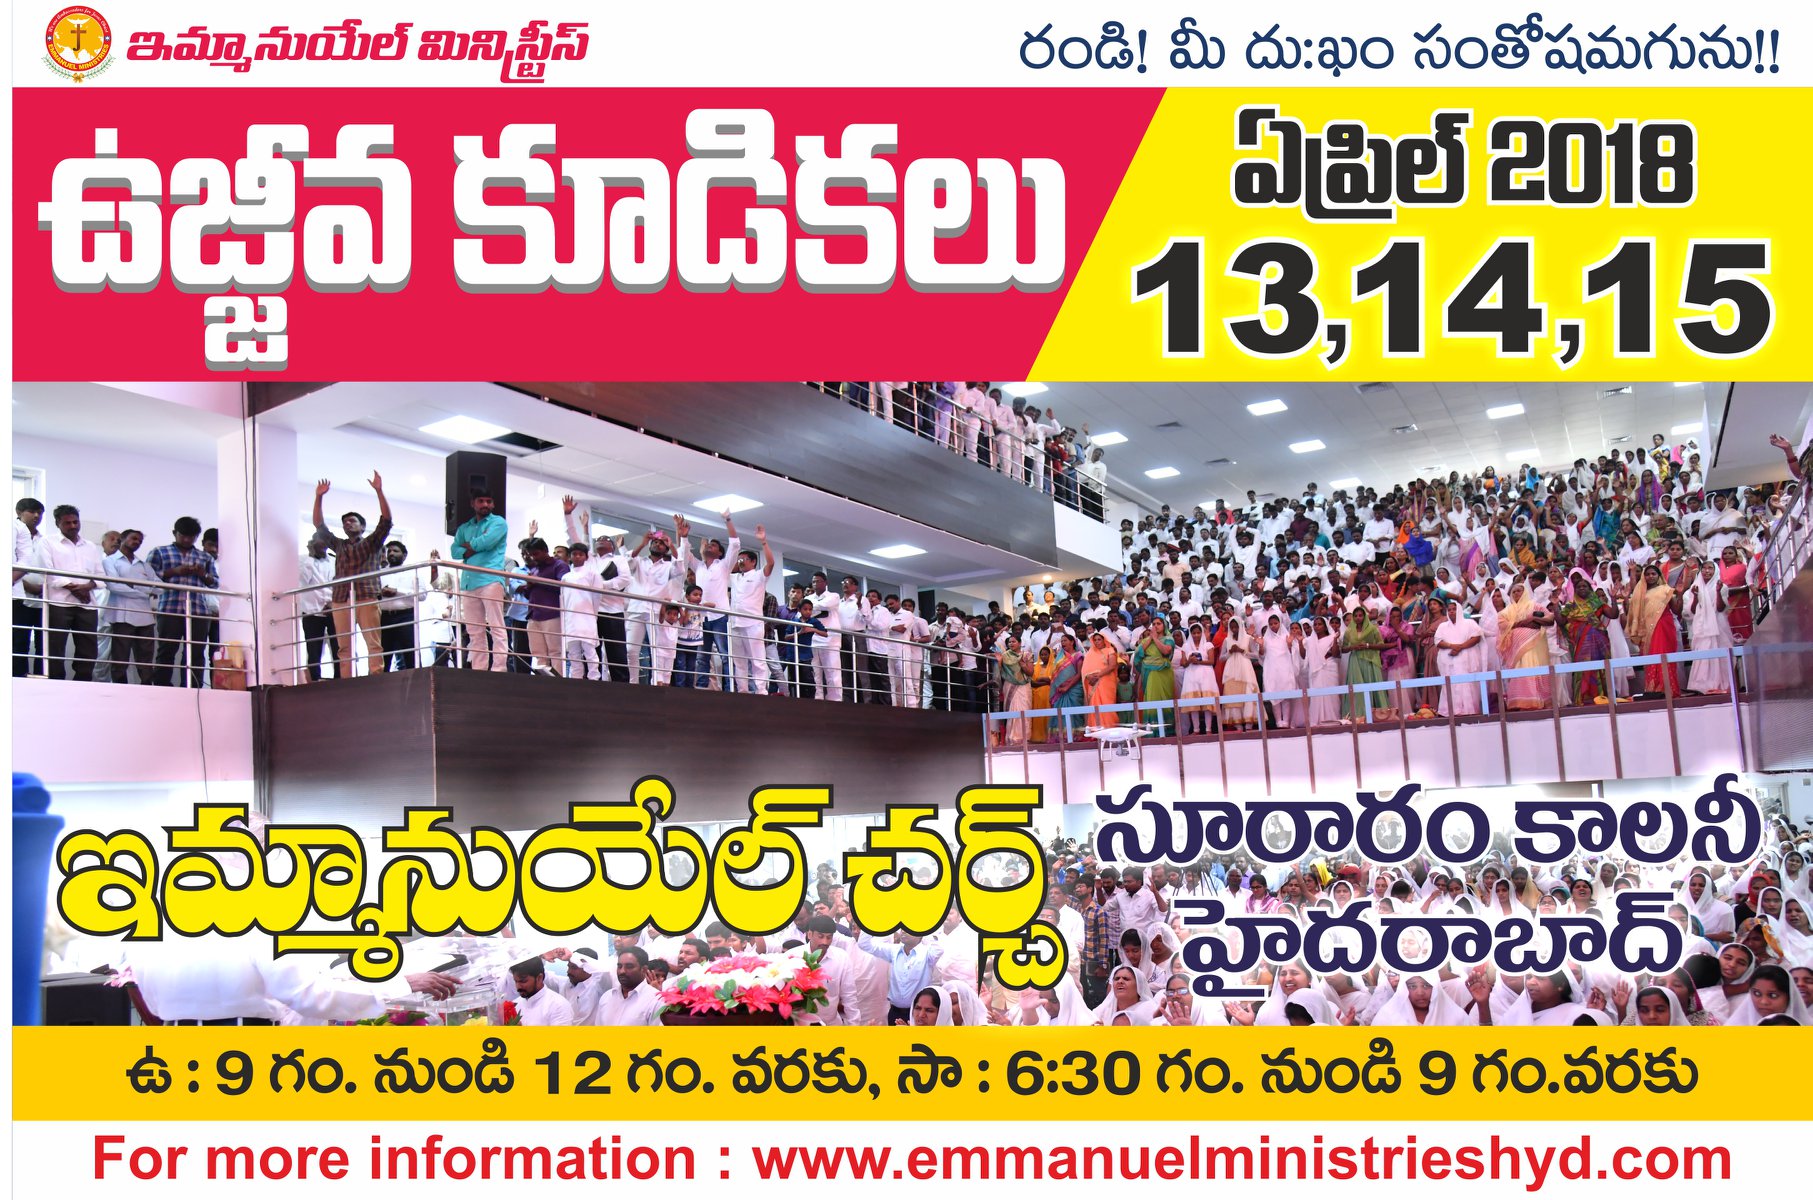 ఇమ్మానుయేల్ మినిస్ట్రీస్
రండి! మీ దు:ఖం సంతోషమగును!!
ఉజ్జీవ కూడికలు
ఏప్రిల్ 2018
13,14,15
ఇమ్మానుయేల్ చర్చ్
సూరారం కాలనీ
హైదరాబాద్
ఉ : 9 గం. నుండి 12 గం. వరకు, సా : 6:30 గం. నుండి 9 గం.వరకు
For more information : www.emmanuelministrieshyd.com